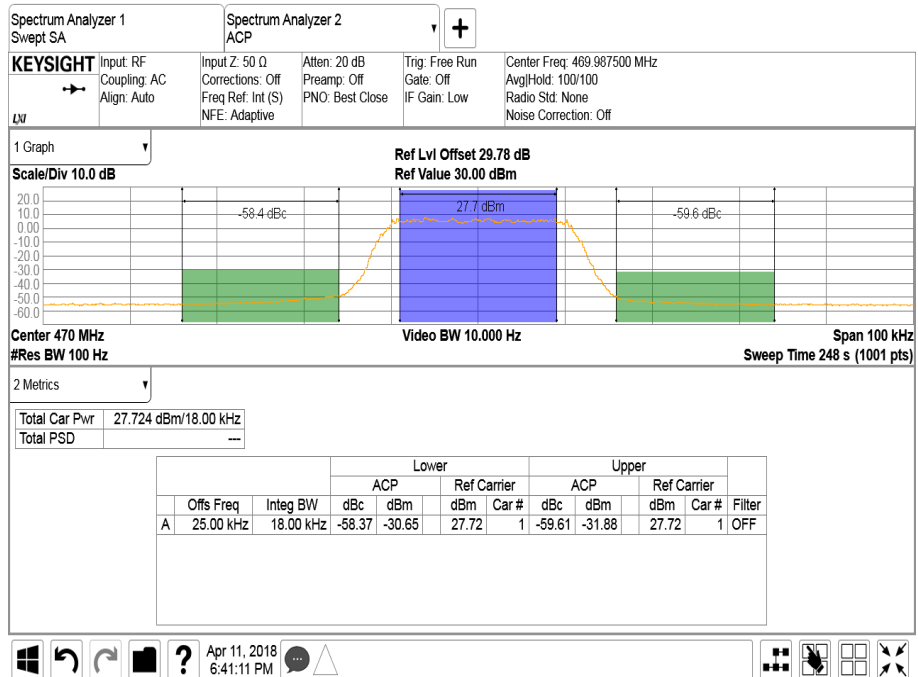 Spectrum Analyzer 1
Swept SA
Spectrum Analyzer 2
ACP
KEYSIGHT
LXI
Input: RF
Coupling: AC
Align: Auto
Input Z: 50 Ω
Corrections: Off
Freq Ref: Int (S)
NFE: Adaptive
Atten: 20 dB
Preamp: Off
PNO: Best Close
Trig: Free Run
Gate: Off
IF Gain: Low
Center Freq: 469.987500 MHz
Avg|Hold: 100/100
Radio Std: None
Noise Correction: Off
1 Graph
Ref Lvl Offset 29.78 dB
Scale/Div 10.0 dB
Ref Value 30.00 dBm
20.0
10.0
0.00
-10.0
-20.0
-30.0
-40.0
-50.0
-60.0
-58.4 dBc
27.7 dBm
-59.6 dBc
Center 470 MHz
Video BW 10.000 Hz
Span 100 kHz
#Res BW 100 Hz
Sweep Time 248 s (1001 pts)
2 Metrics
Total Car Pwr 27.724 dBm/18.00 kHz
Total PSD ---
Lower Upper
ACP Ref Carrier ACP Ref Carrier
Offs Freq Integ BW dBc dBm dBm Car # dBc dBm dBm Car # Filter
A 25.00 kHz 18.00 kHz -58.37 -30.65 27.72 1 -59.61 -31.88 27.72 1 OFF
?
Apr 11, 2018
6:41:11 PM